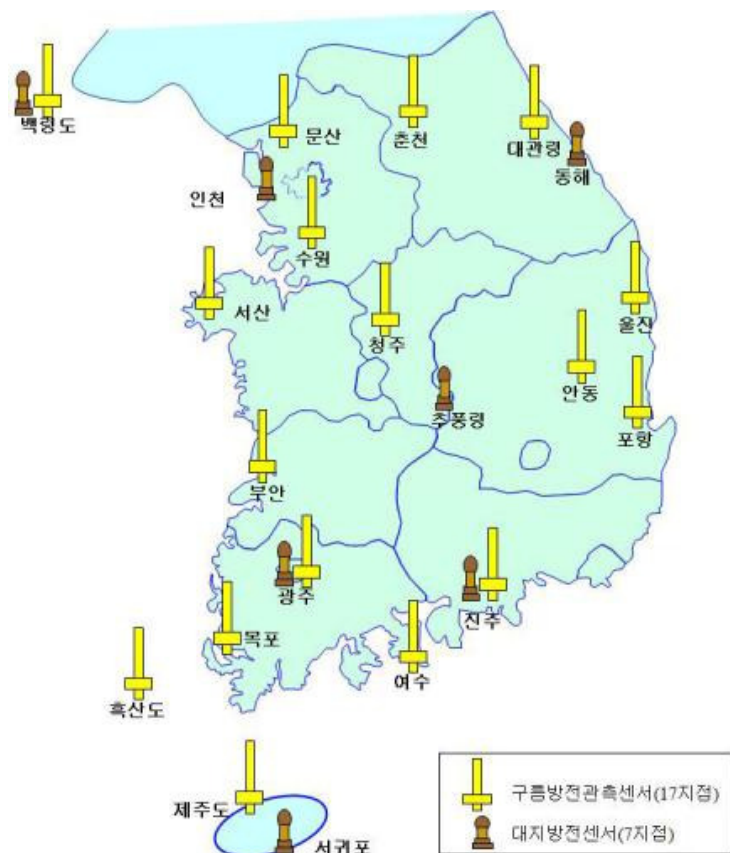 백령도
문산
춘천
대관령
동해
인천
수원
서산
울진
청주
안동
추풍령
포항
부안
광주
진주
목포
여수
흑산도
제주도
서귀포
구름방전관측센서(17지점)
대지방전센서(7지점)